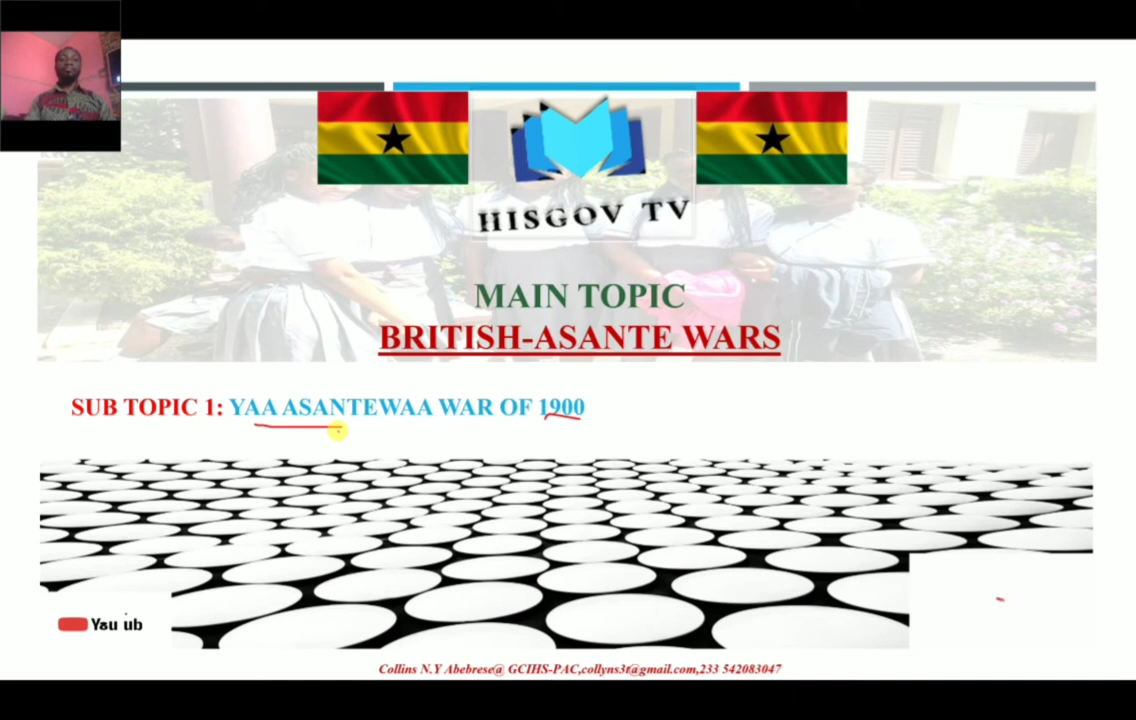 HISGOV TV
MAIN TOPIC
BRITISH-ASANTE WARS
SUB TOPIC 1: YAA ASANTEWAA WAR OF 1900
Collins N.Y Abebrese@ GCIHS-PAC,collyns3t@gmail.com,233 542083047